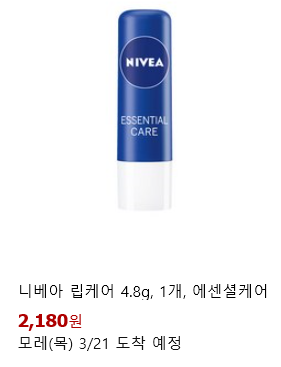 NIVEA
ESSENTIAL
CARE
니베아 립케어 4.8g, 1개, 에센셜케어
2,180원
모레(목) 3/21 도착 예정